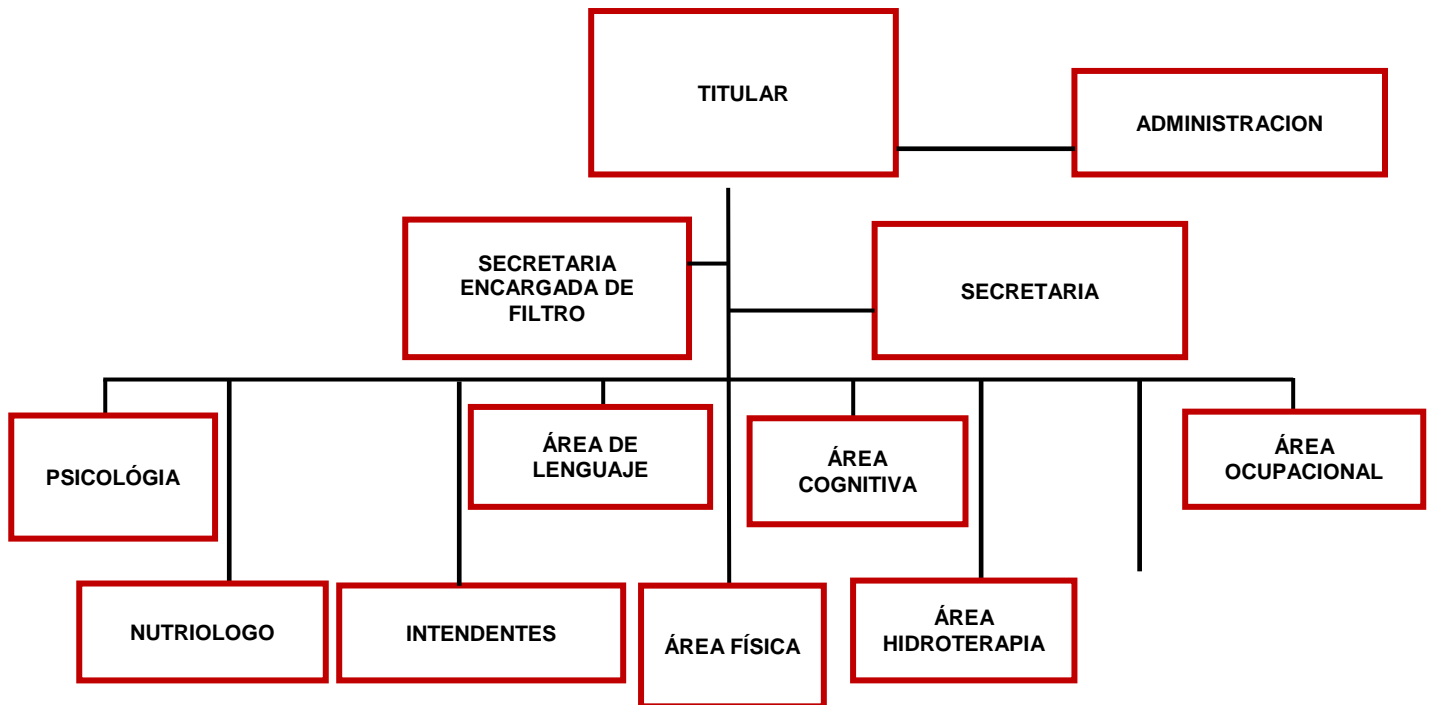 TITULAR
ADMINISTRACION
SECRETARIA
ENCARGADA DE
FILTRO
SECRETARIA
PSICOLÓGIA
ÁREA DE
LENGUAJE
ÁREA
COGNITIVA
ÁREA
OCUPACIONAL
NUTRIOLOGO
INTENDENTES
ÁREA FÍSICA
ÁREA
HIDROTERAPIA